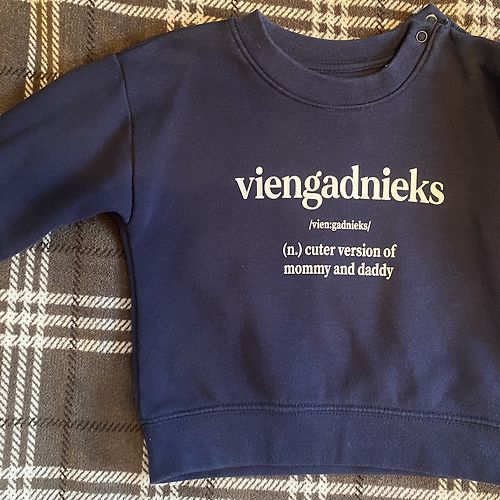 viengadnieks
/vien:gadnieks/
(n.) cuter version of
mommy and daddy